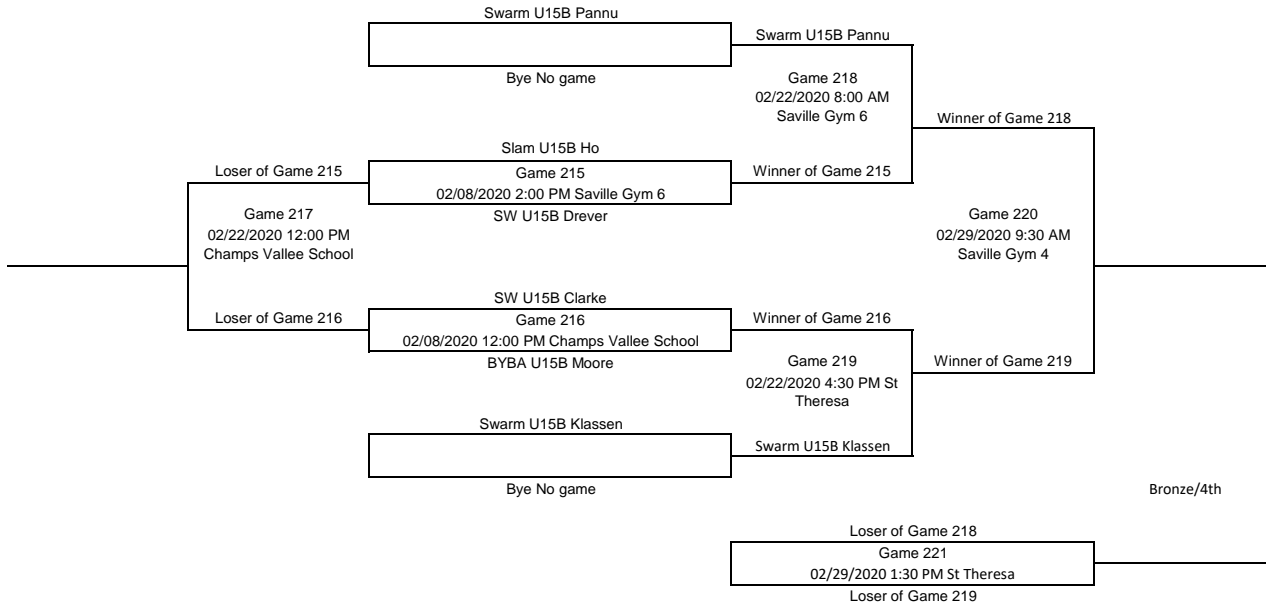 Swarm U15B Pannu
Swarm U15B Pannu
Bye No game
Game 218
02/22/2020 8:00 AM
Saville Gym 6
Winner of Game 218
Slam U15B Ho
Loser of Game 215
Game 215
Winner of Game 215
02/08/2020 2:00 PM Saville Gym 6
SW U15B Drever
Game 217
02/22/2020 12:00 PM
Champs Vallee School
Game 220
02/29/2020 9:30 AM
Saville Gym 4
SW U15B Clarke
Loser of Game 216
Game 216
Winner of Game 216
02/08/2020 12:00 PM Champs Vallee School
BYBA U15B Moore
Game 219
02/22/2020 4:30 PM St
Theresa
Winner of Game 219
Swarm U15B Klassen
Swarm U15B Klassen
Bye No game
Bronze/4th
Loser of Game 218
Game 221
02/29/2020 1:30 PM St Theresa
Loser of Game 219